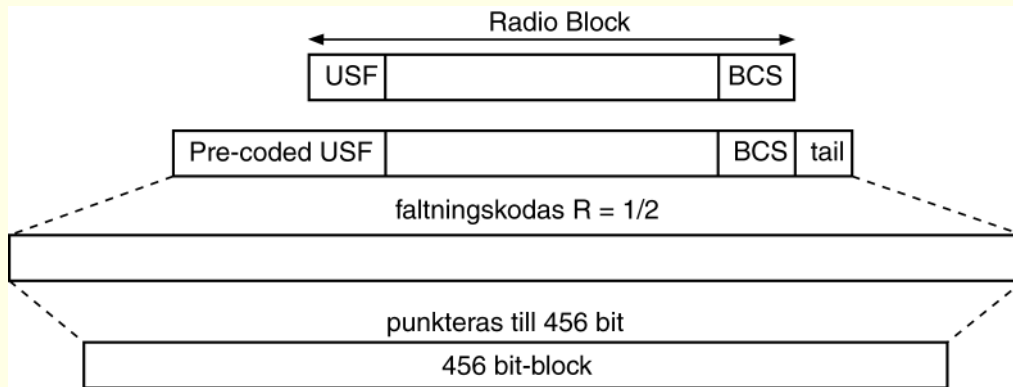 Radio Block
USF BCS
Pre-coded USF BCS tail
faltningskodas R = 1/2
punkteras till 456 bit
456 bit-block